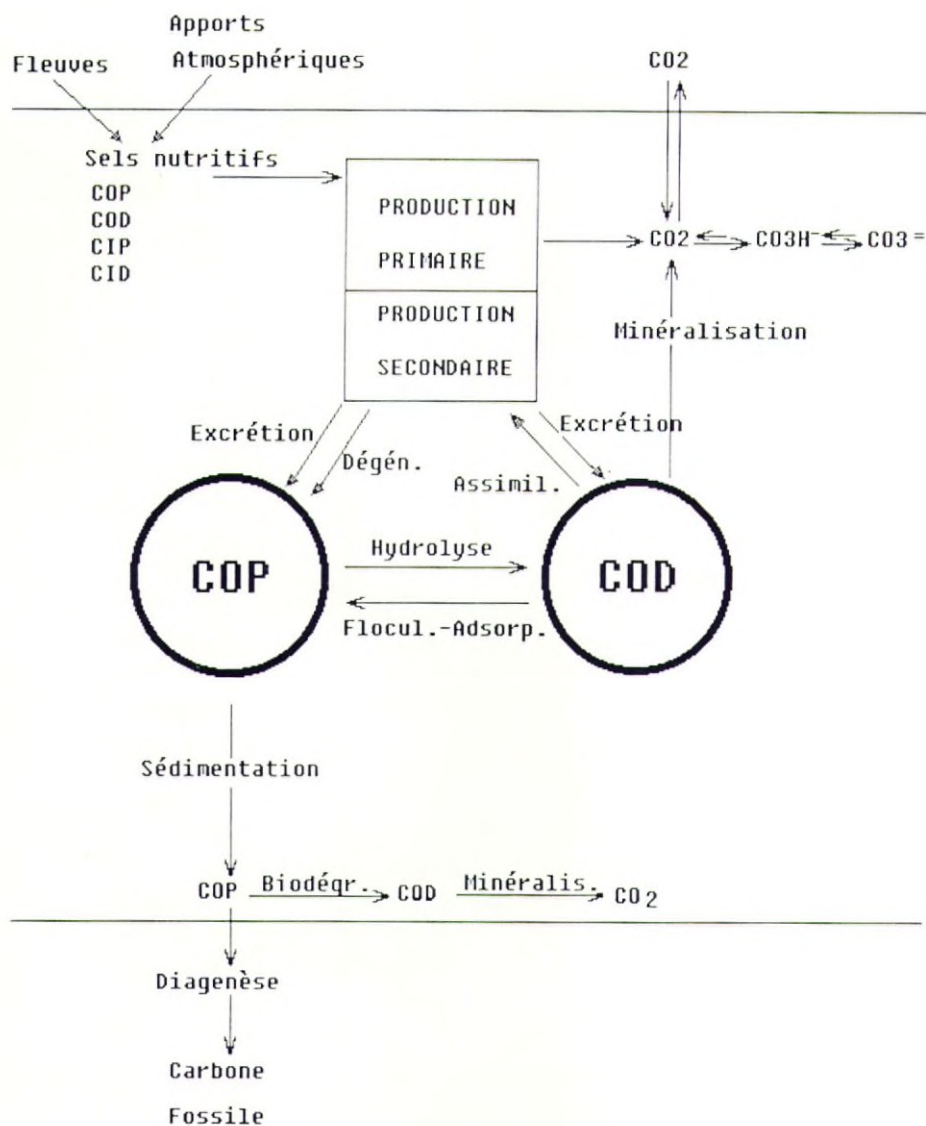 Apports
Fleuves
Atmosphériques
CO2
Sels nutritifs
COP
COD
CIP
CID
PRODUCTION
PRIMAIRE
PRODUCTION
SECONDAIRE
CO2
CO3H-
CO3=
Minéralisation
Excrétion
Dégén.
Excrétion
Assimil.
COP
Hydrolyse
Flocul.-Adsorp.
COD
Sédimentation
COP
Biodégr.
COD
Minéralis.
CO2
Diagenèse
Carbone
Fossile